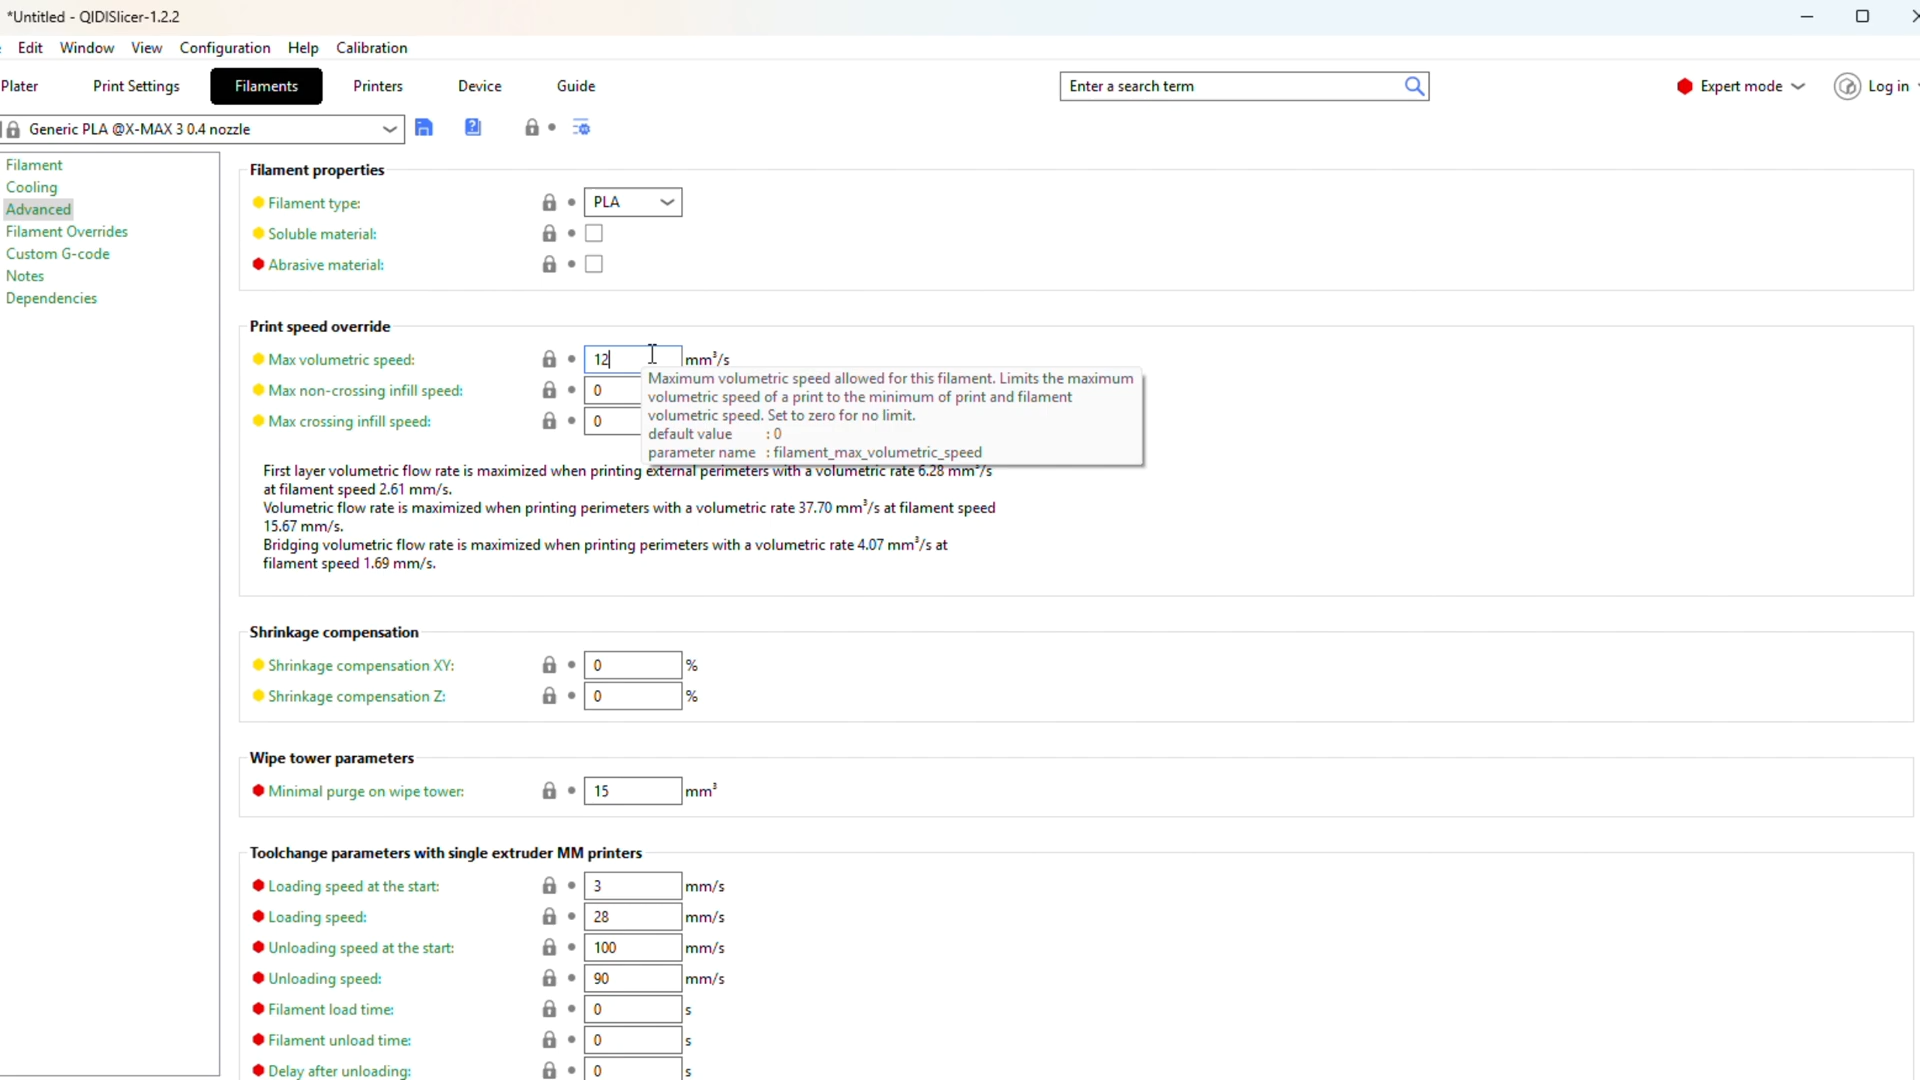 *Untitled - QIDISlicer-1.2.2
Edit Window View Configuration Help Calibration
Plater Print Settings Filaments Printers Device Guide Enter a search term Expert mode Log in
Generic PLA @X-MAX 3 0.4 nozzle
Filament
Cooling
Advanced
Filament Overrides
Custom G-code
Notes
Dependencies
Filament properties
Filament type: PLA
Soluble material:
Abrasive material:
Print speed override
Max volumetric speed: 12 mm³/s
Max non-crossing infill speed: 0
Max crossing infill speed: 0
Maximum volumetric speed allowed for this filament. Limits the maximum
volumetric speed of a print to the minimum of print and filament
volumetric speed. Set to zero for no limit.
default value : 0
parameter name : filament_max_volumetric_speed
First layer volumetric flow rate is maximized when printing external perimeters with a volumetric rate 6.28 mm³/s
at filament speed 2.61 mm/s.
Volumetric flow rate is maximized when printing perimeters with a volumetric rate 37.70 mm³/s at filament speed
15.67 mm/s.
Bridging volumetric flow rate is maximized when printing perimeters with a volumetric rate 4.07 mm³/s at
filament speed 1.69 mm/s.
Shrinkage compensation
Shrinkage compensation XY: 0 %
Shrinkage compensation Z: 0 %
Wipe tower parameters
Minimal purge on wipe tower: 15 mm³
Toolchange parameters with single extruder MM printers
Loading speed at the start: 3 mm/s
Loading speed: 28 mm/s
Unloading speed at the start: 100 mm/s
Unloading speed: 90 mm/s
Filament load time: 0 s
Filament unload time: 0 s
Delay after unloading: 0 s